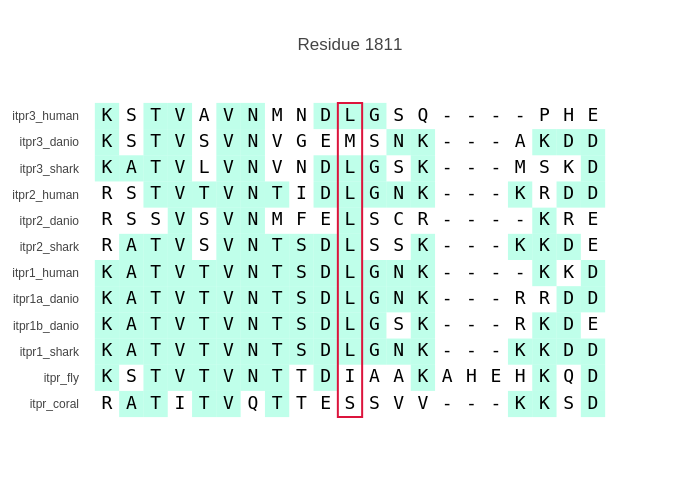 Residue 1811
itpr3_human K S T V A V N M N D L G S Q - - - - P H E
itpr3_danio K S T V S V N V G E M S N K - - - A K D D
itpr3_shark K A T V L V N V N D L G S K - - - M S K D
itpr2_human R S T V T V N T I D L G N K - - - K R D D
itpr2_danio R S S V S V N M F E L S C R - - - - K R E
itpr2_shark R A T V S V N T S D L S S K - - - K K D E
itpr1_human K A T V T V N T S D L G N K - - - - K K D
itpr1a_danio K A T V T V N T S D L G N K - - - R R D D
itpr1b_danio K A T V T V N T S D L G S K - - - R K D E
itpr1_shark K A T V T V N T S D L G N K - - - K K D D
itpr_fly K S T V T V N T T D I A A K A H E H K Q D
itpr_coral R A T I T V Q T T E S S V V - - - K K S D